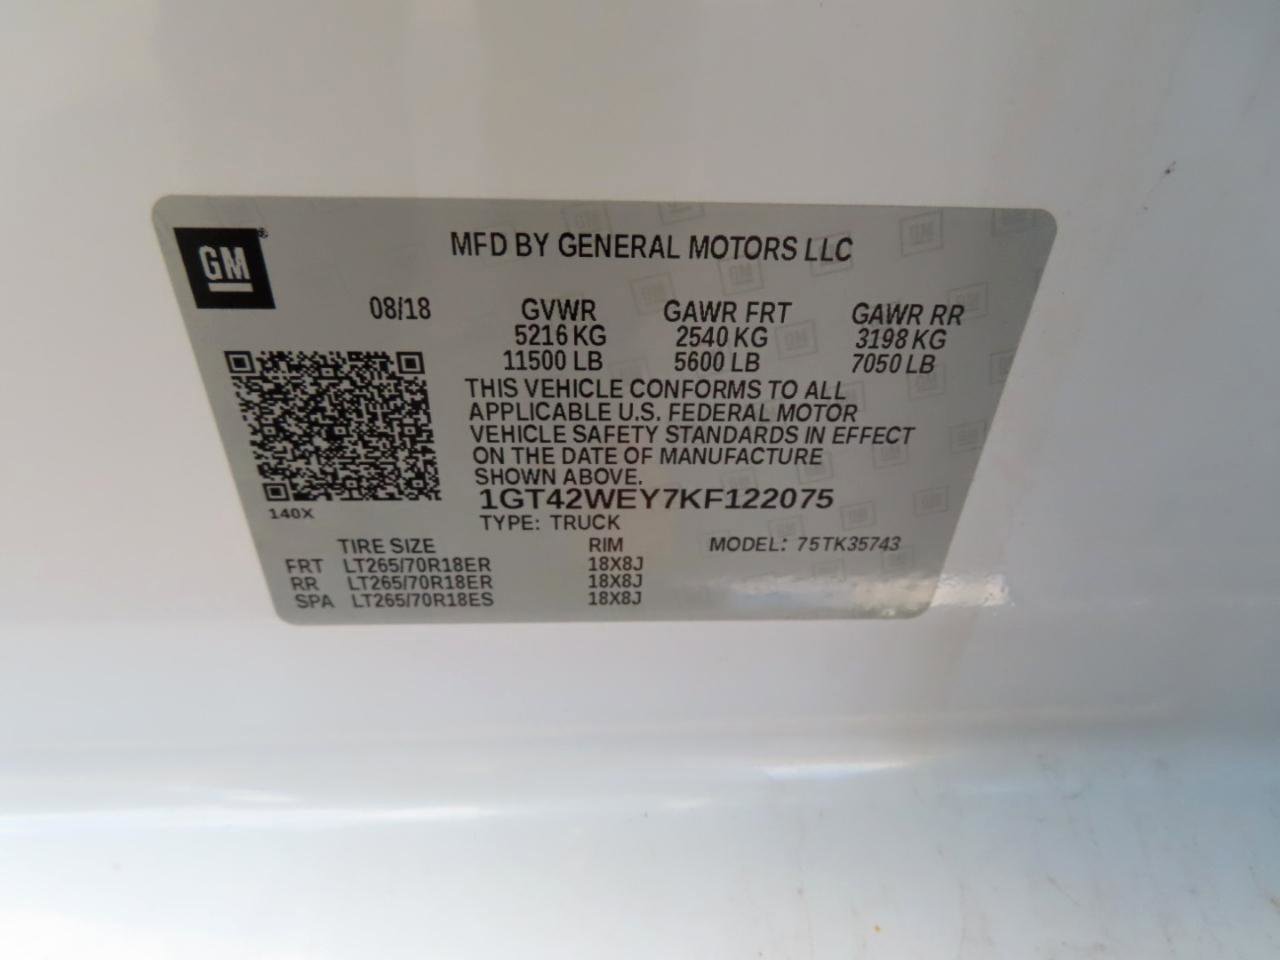 GM®
MFD BY GENERAL MOTORS LLC
08/18 GVWR GAWR FRT GAWR RR
5216 KG 2540 KG 3198 KG
11500 LB 5600 LB 7050 LB
THIS VEHICLE CONFORMS TO ALL
APPLICABLE U.S. FEDERAL MOTOR
VEHICLE SAFETY STANDARDS IN EFFECT
ON THE DATE OF MANUFACTURE
SHOWN ABOVE.
1GT42WEY7KF122075
140X
TYPE: TRUCK
TIRE SIZE RIM MODEL: 75TK35743
FRT LT265/70R18ER 18X8J
RR LT265/70R18ER 18X8J
SPA LT265/70R18ES 18X8J